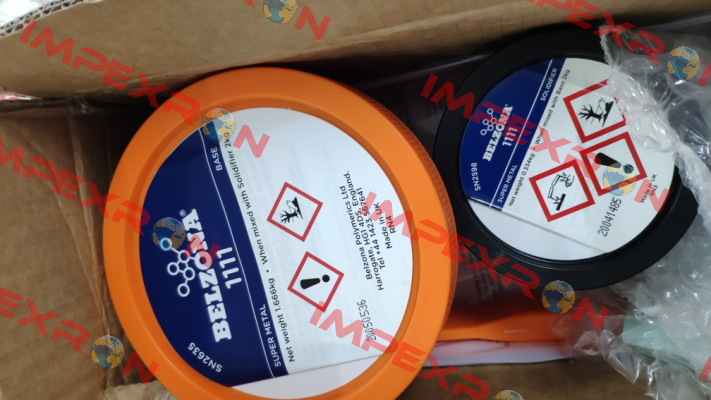 IMPEXRON
BELZONA®
1111
BASE
SUPER METAL
Net weight 1.666kg • When mixed with Solidifier 2kg
SN2635
Belzona Polymerics Ltd.
Harrogate, HG1 4DS, England.
Tel +44 1423 567641
Made in UK
RN4
BELZONA®
1111
SOLIDIFIER
SUPER METAL
Net weight 0.334kg • When mixed with Base 2kg
SN2598
20041485